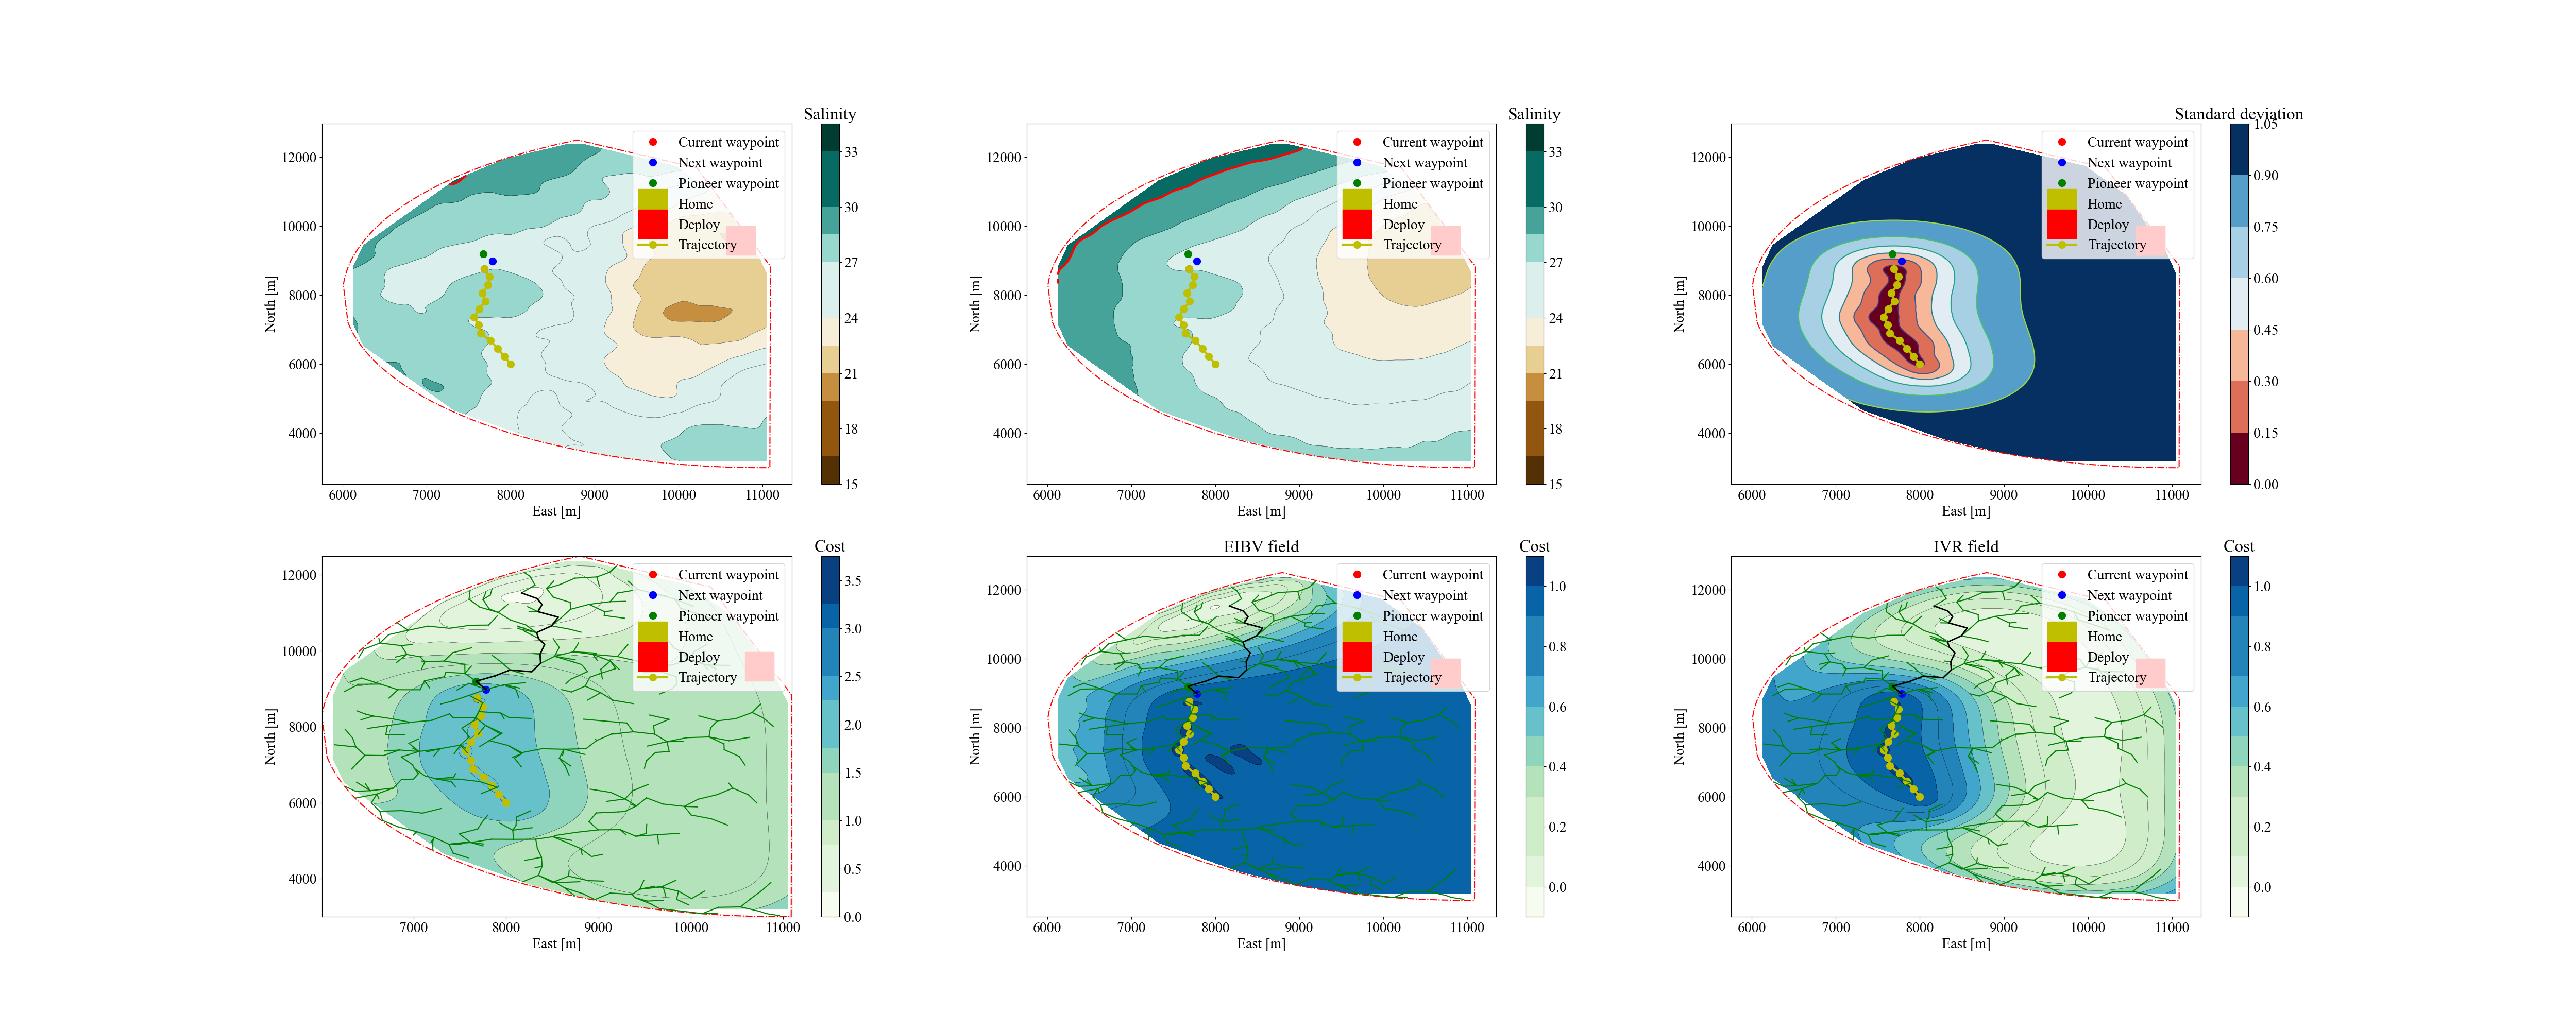 Salinity
Current waypoint
Next waypoint
Pioneer waypoint
Home
Deploy
Trajectory
12000
10000
8000
6000
4000
North [m]
6000 7000 8000 9000 10000 11000
East [m]
33
30
27
24
21
18
15
Salinity
Current waypoint
Next waypoint
Pioneer waypoint
Home
Deploy
Trajectory
12000
10000
8000
6000
4000
North [m]
6000 7000 8000 9000 10000 11000
East [m]
33
30
27
24
21
18
15
Standard deviation
Current waypoint
Next waypoint
Pioneer waypoint
Home
Deploy
Trajectory
12000
10000
8000
6000
4000
North [m]
6000 7000 8000 9000 10000 11000
East [m]
1.05
0.90
0.75
0.60
0.45
0.30
0.15
0.00
Cost
Current waypoint
Next waypoint
Pioneer waypoint
Home
Deploy
Trajectory
12000
10000
8000
6000
4000
North [m]
7000 8000 9000 10000 11000
East [m]
3.5
3.0
2.5
2.0
1.5
1.0
0.5
0.0
EIBV field
Cost
Current waypoint
Next waypoint
Pioneer waypoint
Home
Deploy
Trajectory
12000
10000
8000
6000
4000
North [m]
6000 7000 8000 9000 10000 11000
East [m]
1.0
0.8
0.6
0.4
0.2
0.0
IVR field
Cost
Current waypoint
Next waypoint
Pioneer waypoint
Home
Deploy
Trajectory
12000
10000
8000
6000
4000
North [m]
6000 7000 8000 9000 10000 11000
East [m]
1.0
0.8
0.6
0.4
0.2
0.0